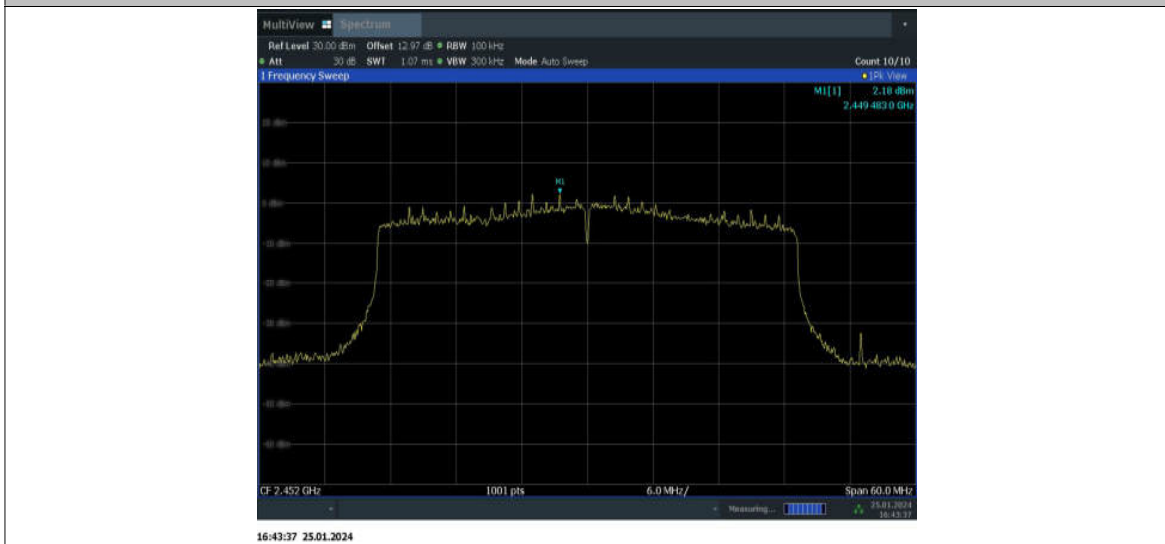 MultiView Spectrum
Ref Level 30.00 dBm Offset 12.97 dB RBW 100 kHz
Att 30 dB SWT 1.07 ms VBW 300 kHz Mode Auto Sweep Count 10/10
1 Frequency Sweep 1Pk View
M1[1] 2.18 dBm
2.449 483 0 GHz
M1
CF 2.452 GHz 1001 pts 6.0 MHz/ Span 60.0 MHz
Measuring... 25.01.2024
16:43:37
16:43:37 25.01.2024